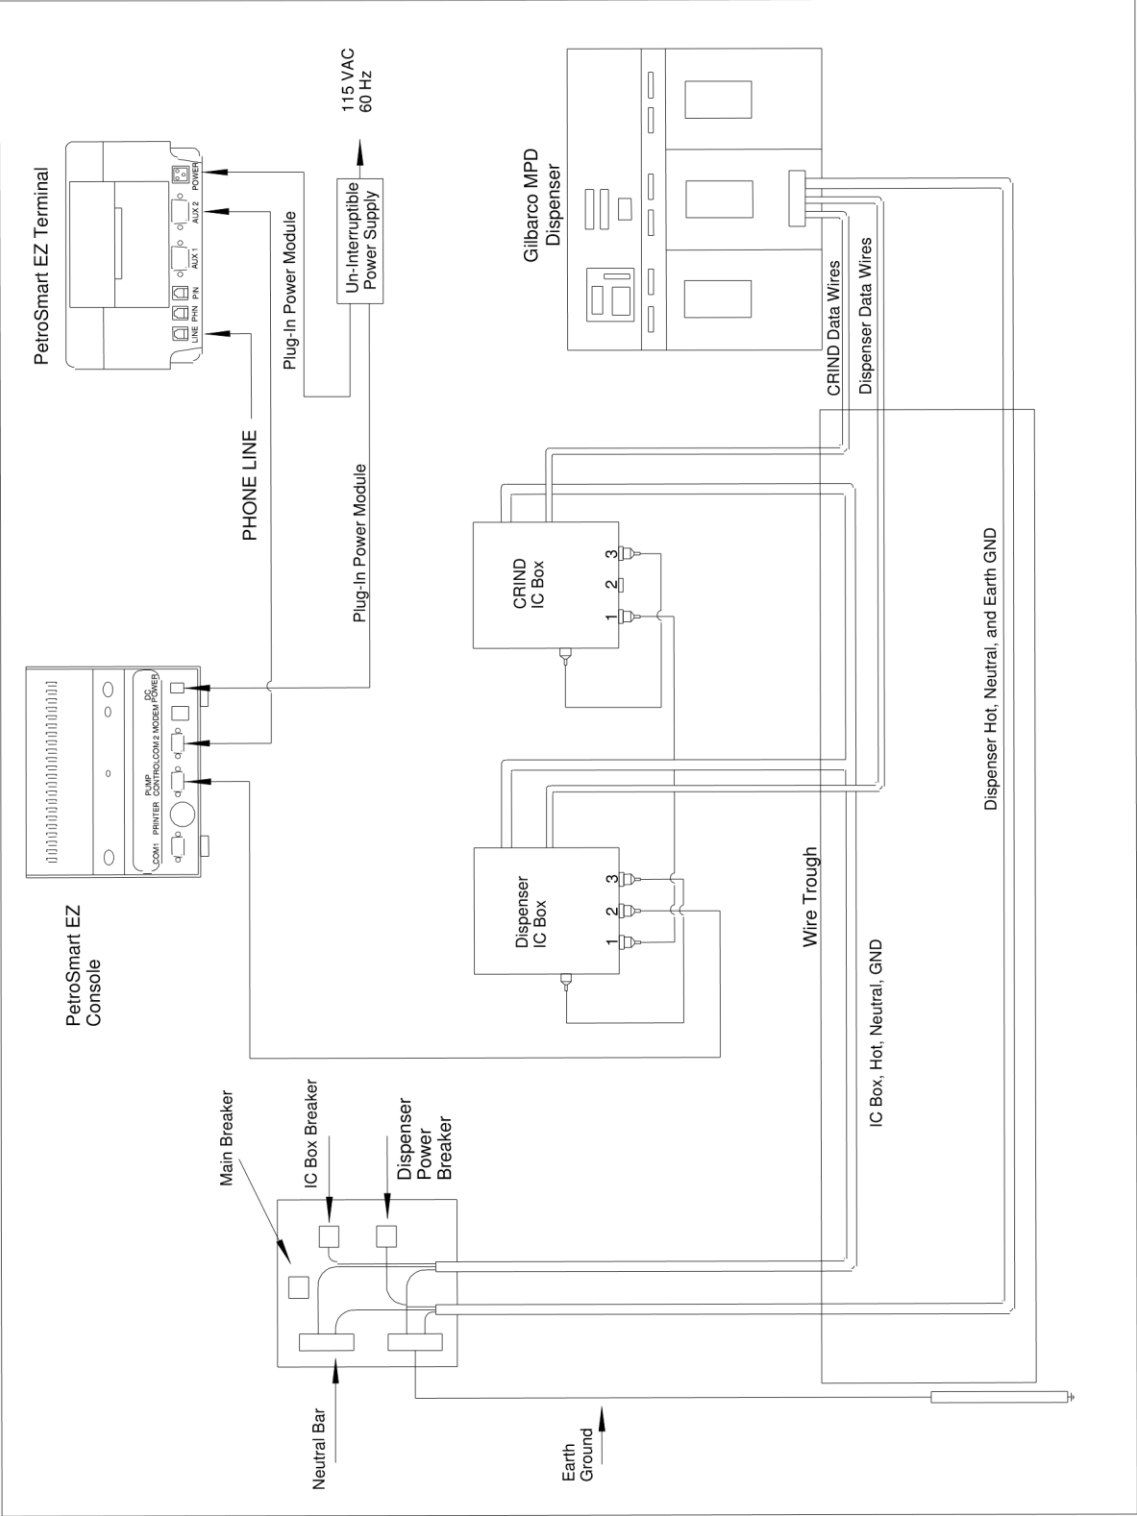 PetroSmart EZ
Console
COM1
PRINTER
PUMP
CONTROL
COM 2
MODEM
DC
POWER
PetroSmart EZ Terminal
LINE
PHN
PIN
AUX 1
AUX 2
POWER
PHONE LINE
Plug-In Power Module
Plug-In Power Module
Un-Interruptible
Power Supply
115 VAC
60 Hz
Main Breaker
IC Box Breaker
Dispenser
Power
Breaker
Neutral Bar
Earth
Ground
Dispenser
IC Box
1
2
3
CRIND
IC Box
1
2
3
Gilbarco MPD
Dispenser
CRIND Data Wires
Dispenser Data Wires
Wire Trough
IC Box, Hot, Neutral, GND
Dispenser Hot, Neutral, and Earth GND